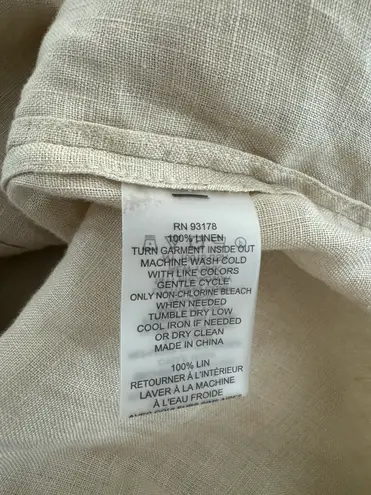 RN 93178
100% LINEN
TURN GARMENT INSIDE OUT
MACHINE WASH COLD
WITH LIKE COLORS
GENTLE CYCLE
ONLY NON-CHLORINE BLEACH
WHEN NEEDED
TUMBLE DRY LOW
COOL IRON IF NEEDED
OR DRY CLEAN
MADE IN CHINA
100% LIN
RETOURNER À L'INTÉRIEUR
LAVER À LA MACHINE
À L'EAU FROIDE